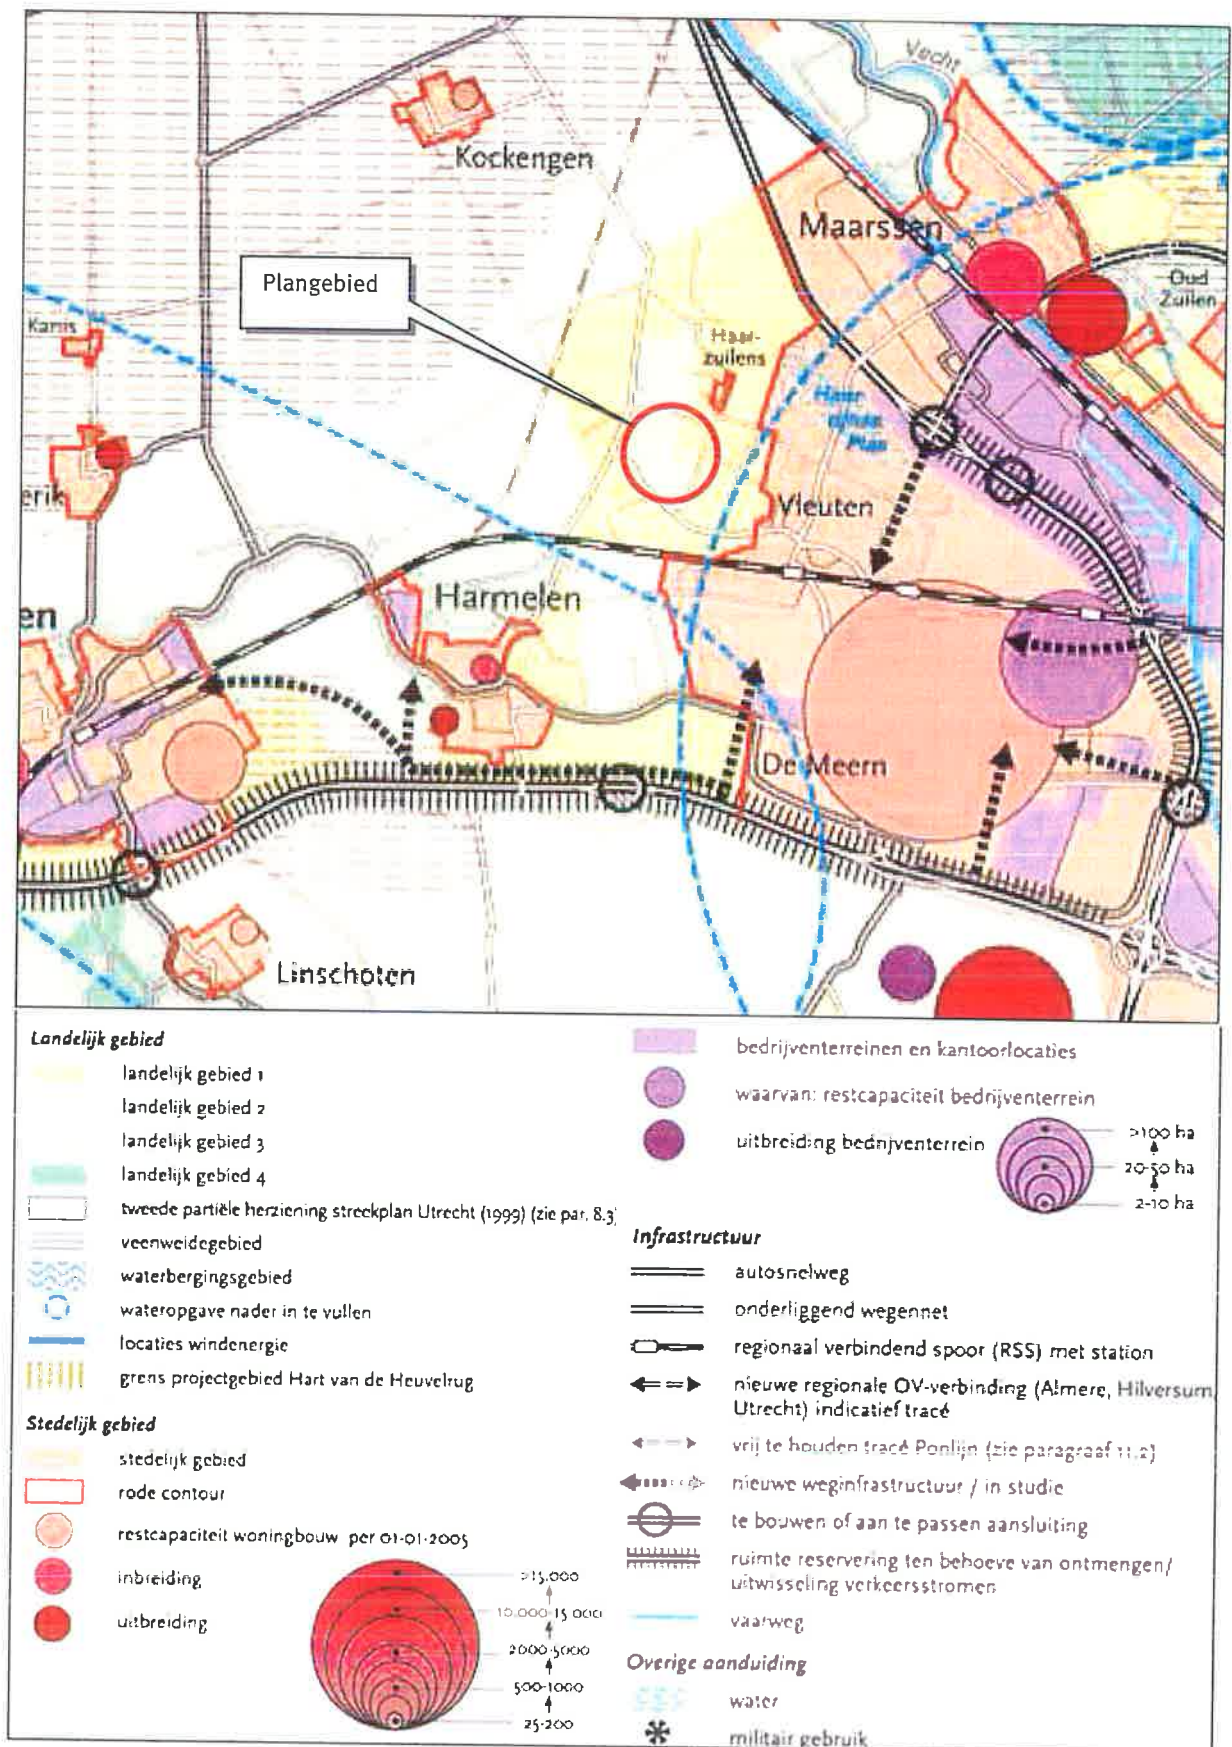 Vecht
Kockengen
Maarssen
Plangebied
Oud
Zuilen
Kanis
Haar-
zuilens
Haar
Plan
erik
Vleuten
Harmelen
en
De Meern
Linschoten
Landelijk gebied
landelijk gebied 1
landelijk gebied 2
landelijk gebied 3
landelijk gebied 4
tweede partiële herziening streekplan Utrecht (1999) (zie par. 8.3)
veenweidegebied
waterbergingsgebied
wateropgave nader in te vullen
locaties windenergie
grens projectgebied Hart van de Heuvelrug
Stedelijk gebied
stedelijk gebied
rode contour
restcapaciteit woningbouw per 01-01-2005
inbreiding
uitbreiding
>15.000
10.000-15.000
2000-5000
500-1000
25-200
bedrijventerreinen en kantoorlocaties
waarvan: restcapaciteit bedrijventerrein
uitbreiding bedrijventerrein
>100 ha
20-50 ha
2-10 ha
Infrastructuur
autosnelweg
onderliggend wegennet
regionaal verbindend spoor (RSS) met station
nieuwe regionale OV-verbinding (Almere, Hilversum,
Utrecht) indicatief tracé
vrij te houden tracé Ponlijn (zie paragraaf 11.2)
nieuwe weginfrastructuur / in studie
te bouwen of aan te passen aansluiting
ruimte reservering ten behoeve van ontmengen/
uitwisseling verkeersstromen
vaarweg
Overige aanduiding
water
militair gebruik